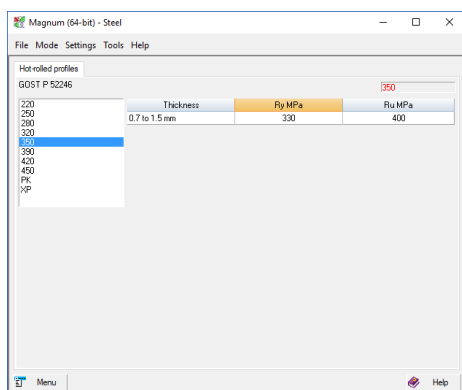 Magnum (64-bit) - Steel
File Mode Settings Tools Help
Hot-rolled profiles
GOST P 52246
350
220
250
280
320
350
390
420
450
PK
XP
Thickness Ry MPa Ru MPa
0.7 to 1.5 mm 330 400
Menu
Help